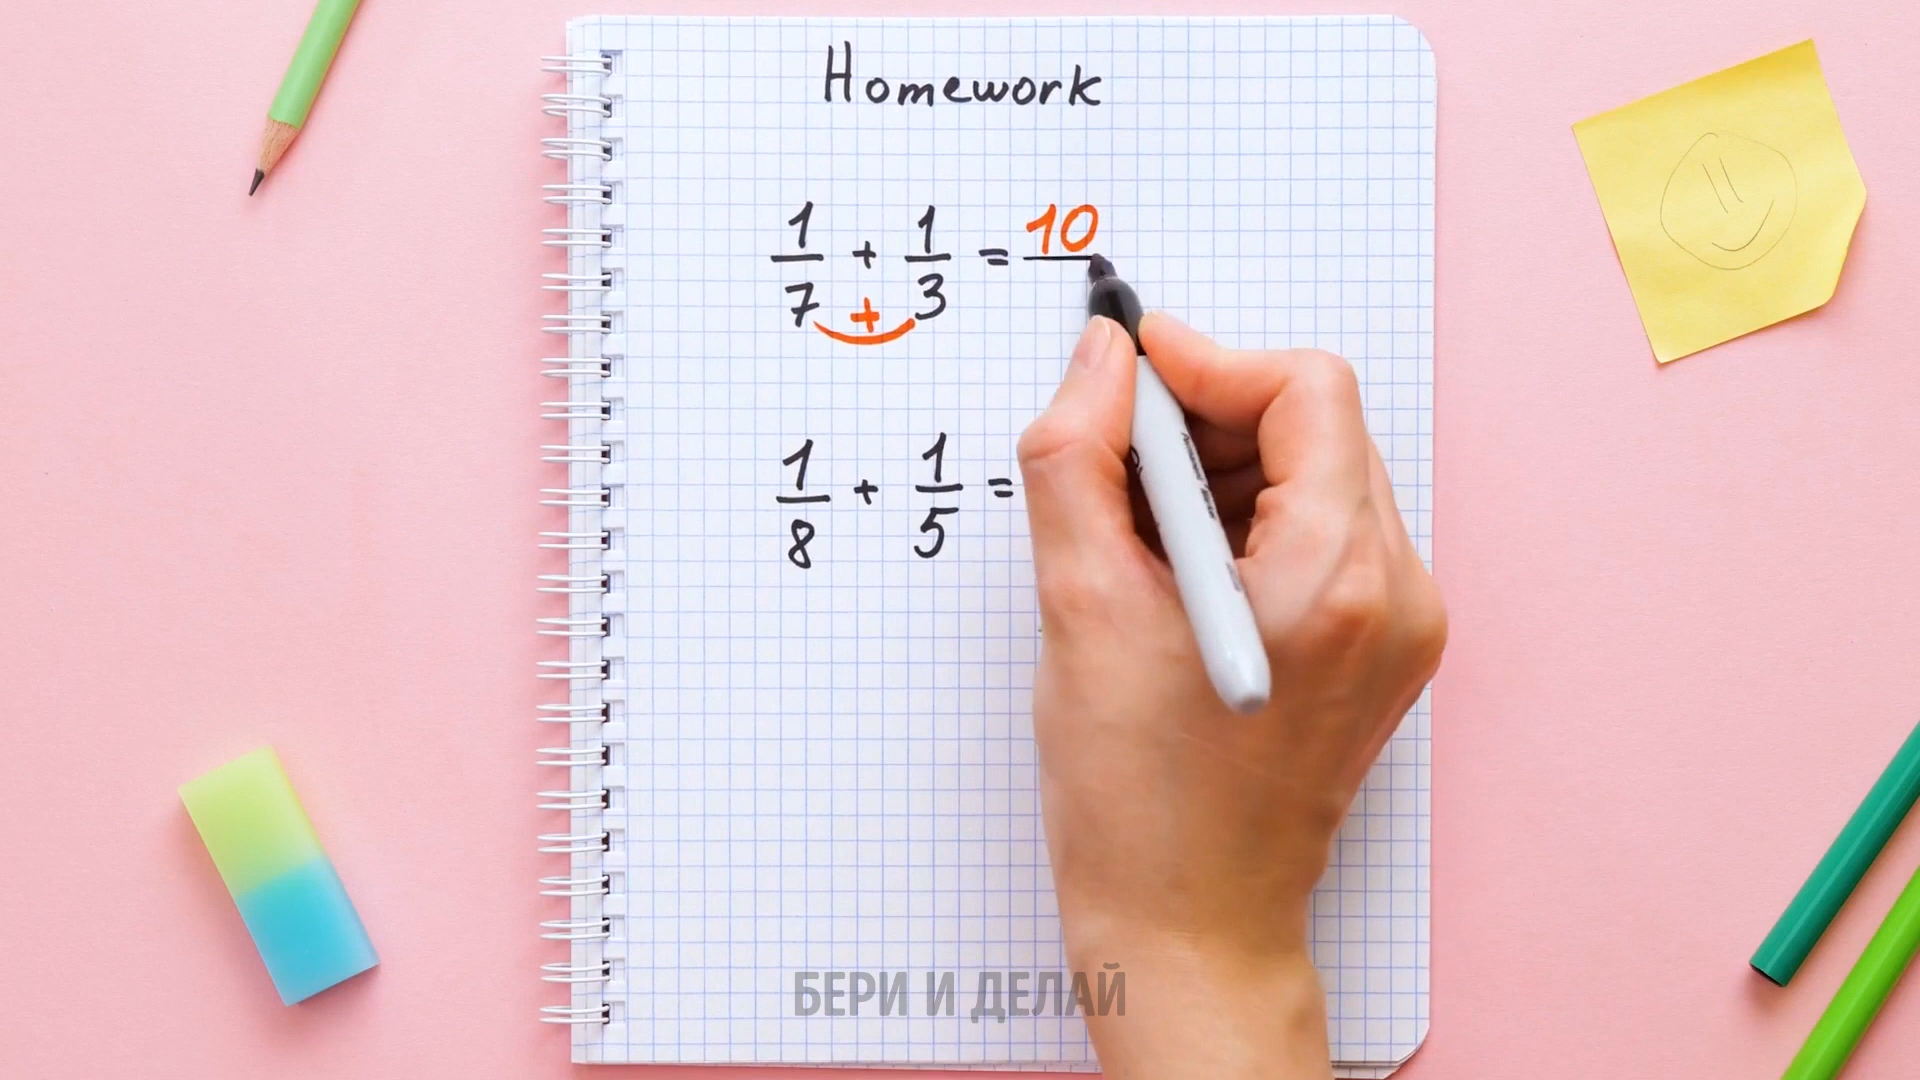 Homework
1/7 + 1/3 = 10
+
1/8 + 1/5 =
БЕРИ И ДЕЛАЙ